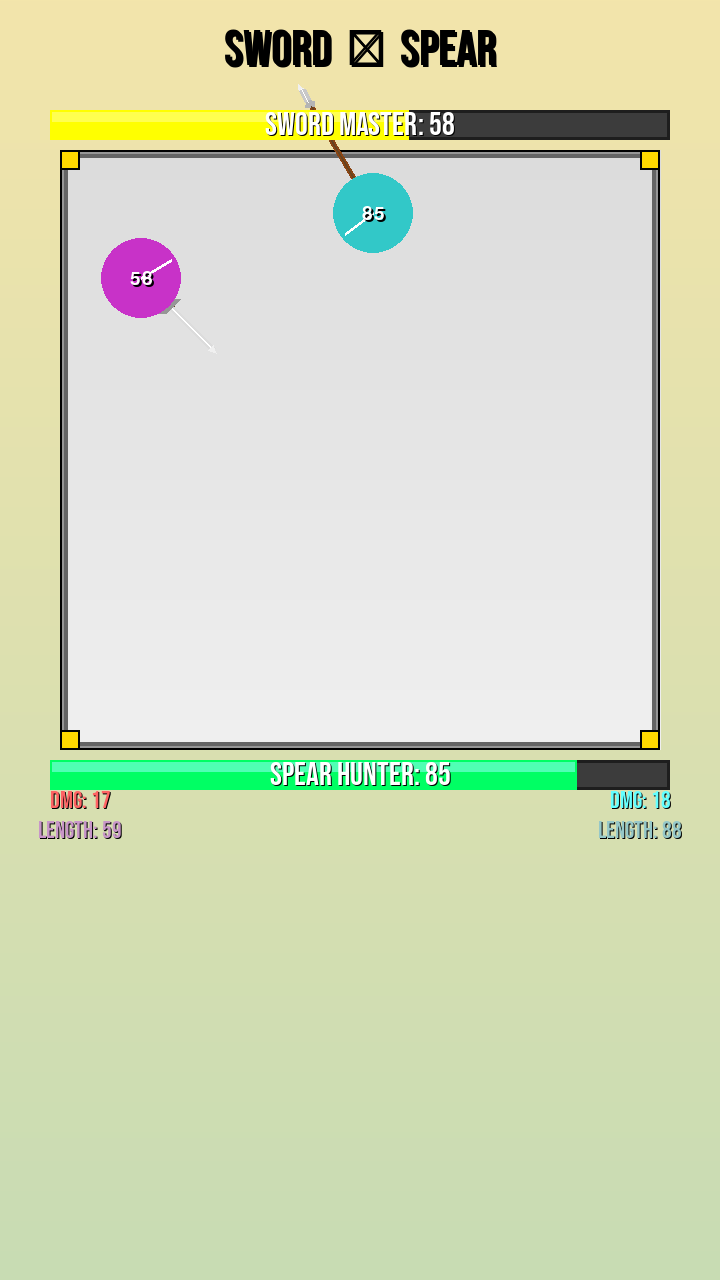 SWORD ☒ SPEAR
SWORD MASTER: 58
85
58
SPEAR HUNTER: 85
DMG: 17
DMG: 18
LENGTH: 59
LENGTH: 88